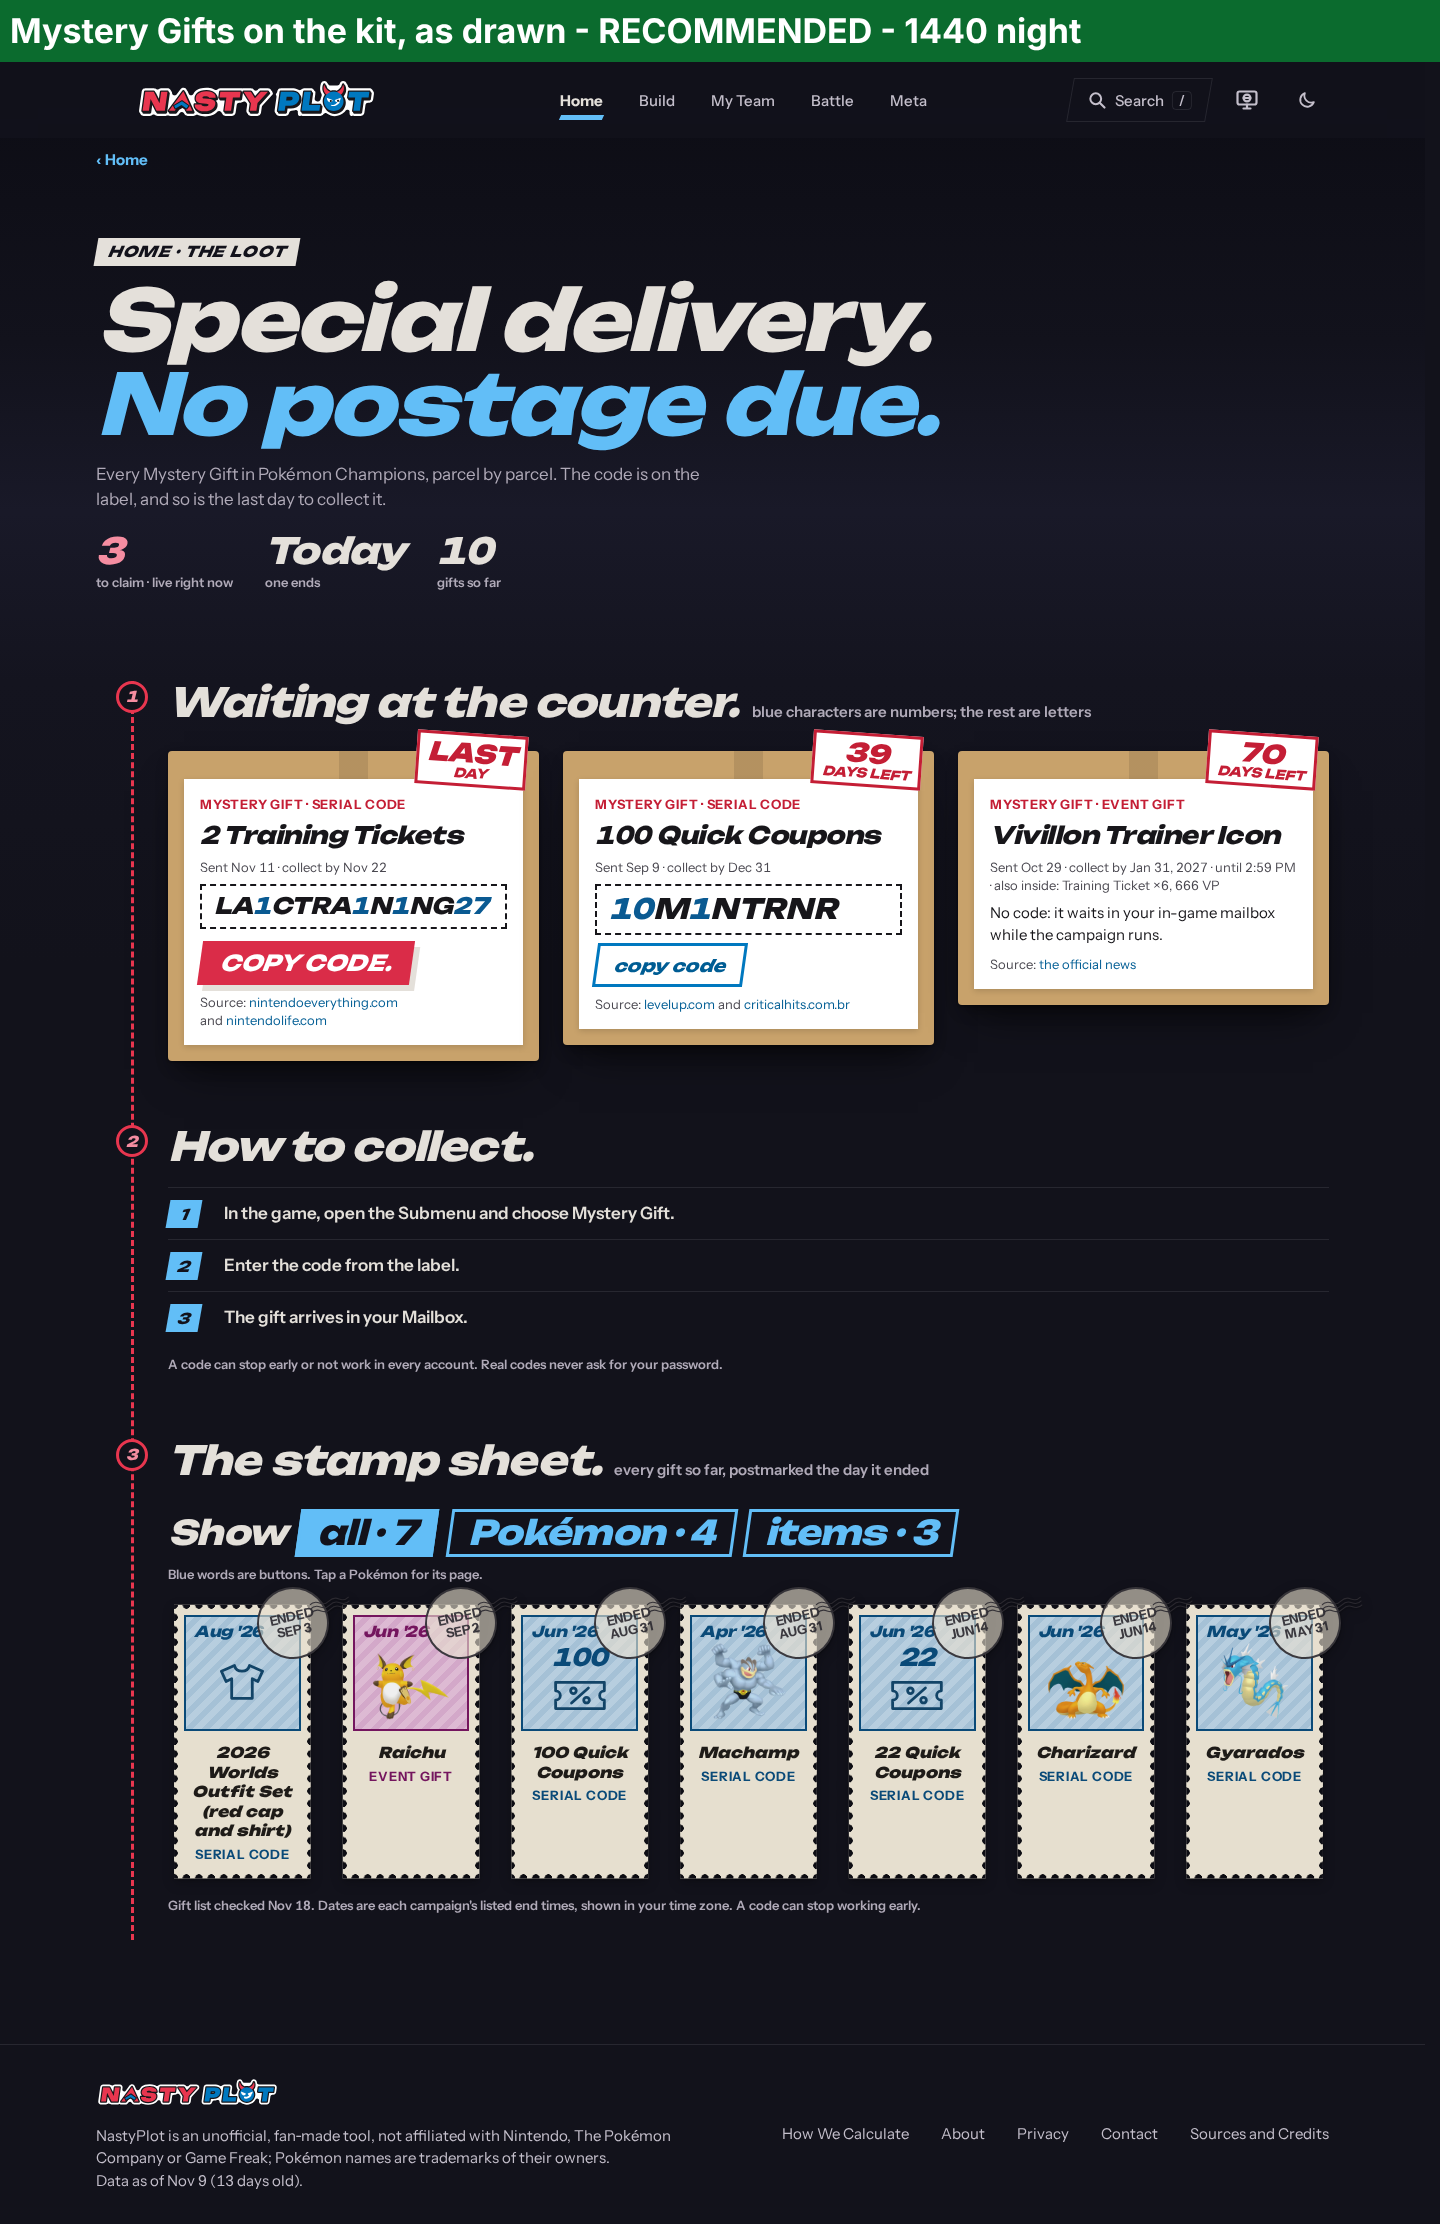 Mystery Gifts on the kit, as drawn - RECOMMENDED - 1440 night
NASTY PLOT
Home
Build
My Team
Battle
Meta
Search /
‹ Home
HOME · THE LOOT
Special delivery.
No postage due.
Every Mystery Gift in Pokémon Champions, parcel by parcel. The code is on the
label, and so is the last day to collect it.
3
to claim · live right now
Today
one ends
10
gifts so far
1
Waiting at the counter. blue characters are numbers; the rest are letters
LAST
DAY
MYSTERY GIFT · SERIAL CODE
2 Training Tickets
Sent Nov 11 · collect by Nov 22
LA1CTRA1N1NG27
COPY CODE.
Source: nintendoeverything.com
and nintendolife.com
39
DAYS LEFT
MYSTERY GIFT · SERIAL CODE
100 Quick Coupons
Sent Sep 9 · collect by Dec 31
10M1NTRNR
copy code
Source: levelup.com and criticalhits.com.br
70
DAYS LEFT
MYSTERY GIFT · EVENT GIFT
Vivillon Trainer Icon
Sent Oct 29 · collect by Jan 31, 2027 · until 2:59 PM
· also inside: Training Ticket ×6, 666 VP
No code: it waits in your in-game mailbox
while the campaign runs.
Source: the official news
2
How to collect.
1
In the game, open the Submenu and choose Mystery Gift.
2
Enter the code from the label.
3
The gift arrives in your Mailbox.
A code can stop early or not work in every account. Real codes never ask for your password.
3
The stamp sheet. every gift so far, postmarked the day it ended
Show all · 7 Pokémon · 4 items · 3
Blue words are buttons. Tap a Pokémon for its page.
Aug '26
ENDED
SEP 3
2026
Worlds
Outfit Set
(red cap
and shirt)
SERIAL CODE
Jun '26
ENDED
SEP 2
Raichu
EVENT GIFT
Jun '26
ENDED
AUG 31
100
100 Quick
Coupons
SERIAL CODE
Apr '26
ENDED
AUG 31
Machamp
SERIAL CODE
Jun '26
ENDED
JUN 14
22
22 Quick
Coupons
SERIAL CODE
Jun '26
ENDED
JUN 14
Charizard
SERIAL CODE
May '26
ENDED
MAY 31
Gyarados
SERIAL CODE
Gift list checked Nov 18. Dates are each campaign's listed end times, shown in your time zone. A code can stop working early.
NASTY PLOT
NastyPlot is an unofficial, fan-made tool, not affiliated with Nintendo, The Pokémon
Company or Game Freak; Pokémon names are trademarks of their owners.
Data as of Nov 9 (13 days old).
How We Calculate
About
Privacy
Contact
Sources and Credits